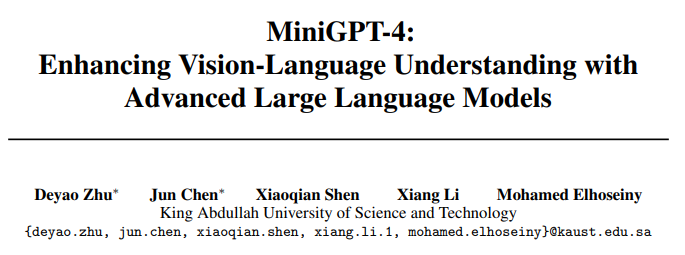 MiniGPT-4:
Enhancing Vision-Language Understanding with
Advanced Large Language Models
Deyao Zhu* Jun Chen* Xiaoqian Shen Xiang Li Mohamed Elhoseiny
King Abdullah University of Science and Technology
{deyao.zhu, jun.chen, xiaoqian.shen, xiang.li.1, mohamed.elhoseiny}@kaust.edu.sa